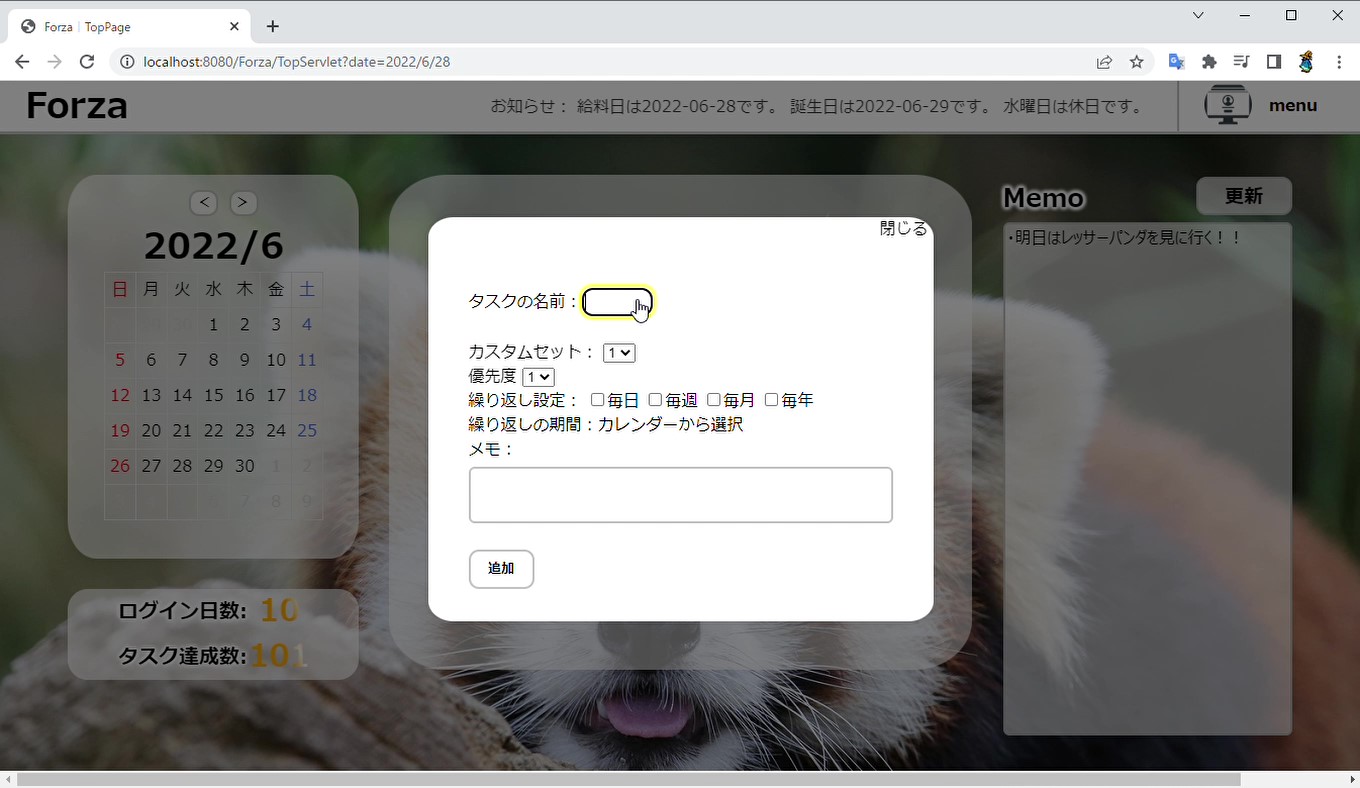 Forza | TopPage
localhost:8080/Forza/TopServlet?date=2022/6/28
Forza
お知らせ： 給料日は2022-06-28です。 誕生日は2022-06-29です。 水曜日は休日です。
menu
< >
2022/6
日 月 火 水 木 金 土
1 2 3 4
5 6 7 8 9 10 11
12 13 14 15 16 17 18
19 20 21 22 23 24 25
26 27 28 29 30 1 2
7 8 9
ログイン日数: 10
タスク達成数:101
閉じる
タスクの名前：
カスタムセット： 1
優先度 1
繰り返し設定： 毎日 毎週 毎月 毎年
繰り返しの期間：カレンダーから選択
メモ：
追加
Memo
更新
・明日はレッサーパンダを見に行く！！